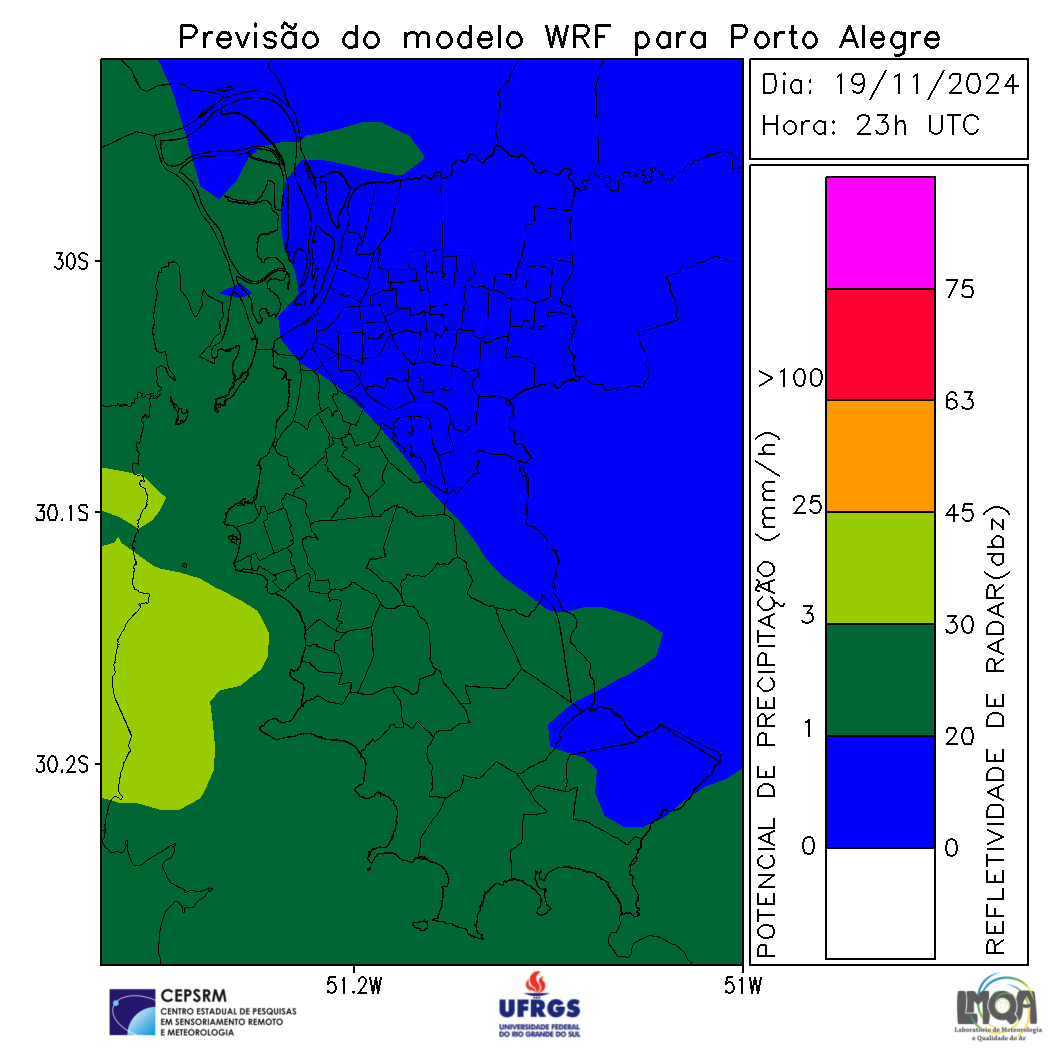 Previsão do modelo WRF para Porto Alegre
Dia: 19/11/2024
Hora: 23h UTC
30S
30.1S
30.2S
51.2W
51W
POTENCIAL DE PRECIPITAÇÃO (mm/h)
>100
25
3
1
0
75
63
45
30
20
0
REFLETIVIDADE DE RADAR(dbz)
CEPSRM
CENTRO ESTADUAL DE PESQUISAS
EM SENSORIAMENTO REMOTO
E METEOROLOGIA
UFRGS
UNIVERSIDADE FEDERAL
DO RIO GRANDE DO SUL
LMQA
Laboratório de Meteorologia
e Qualidade do Ar